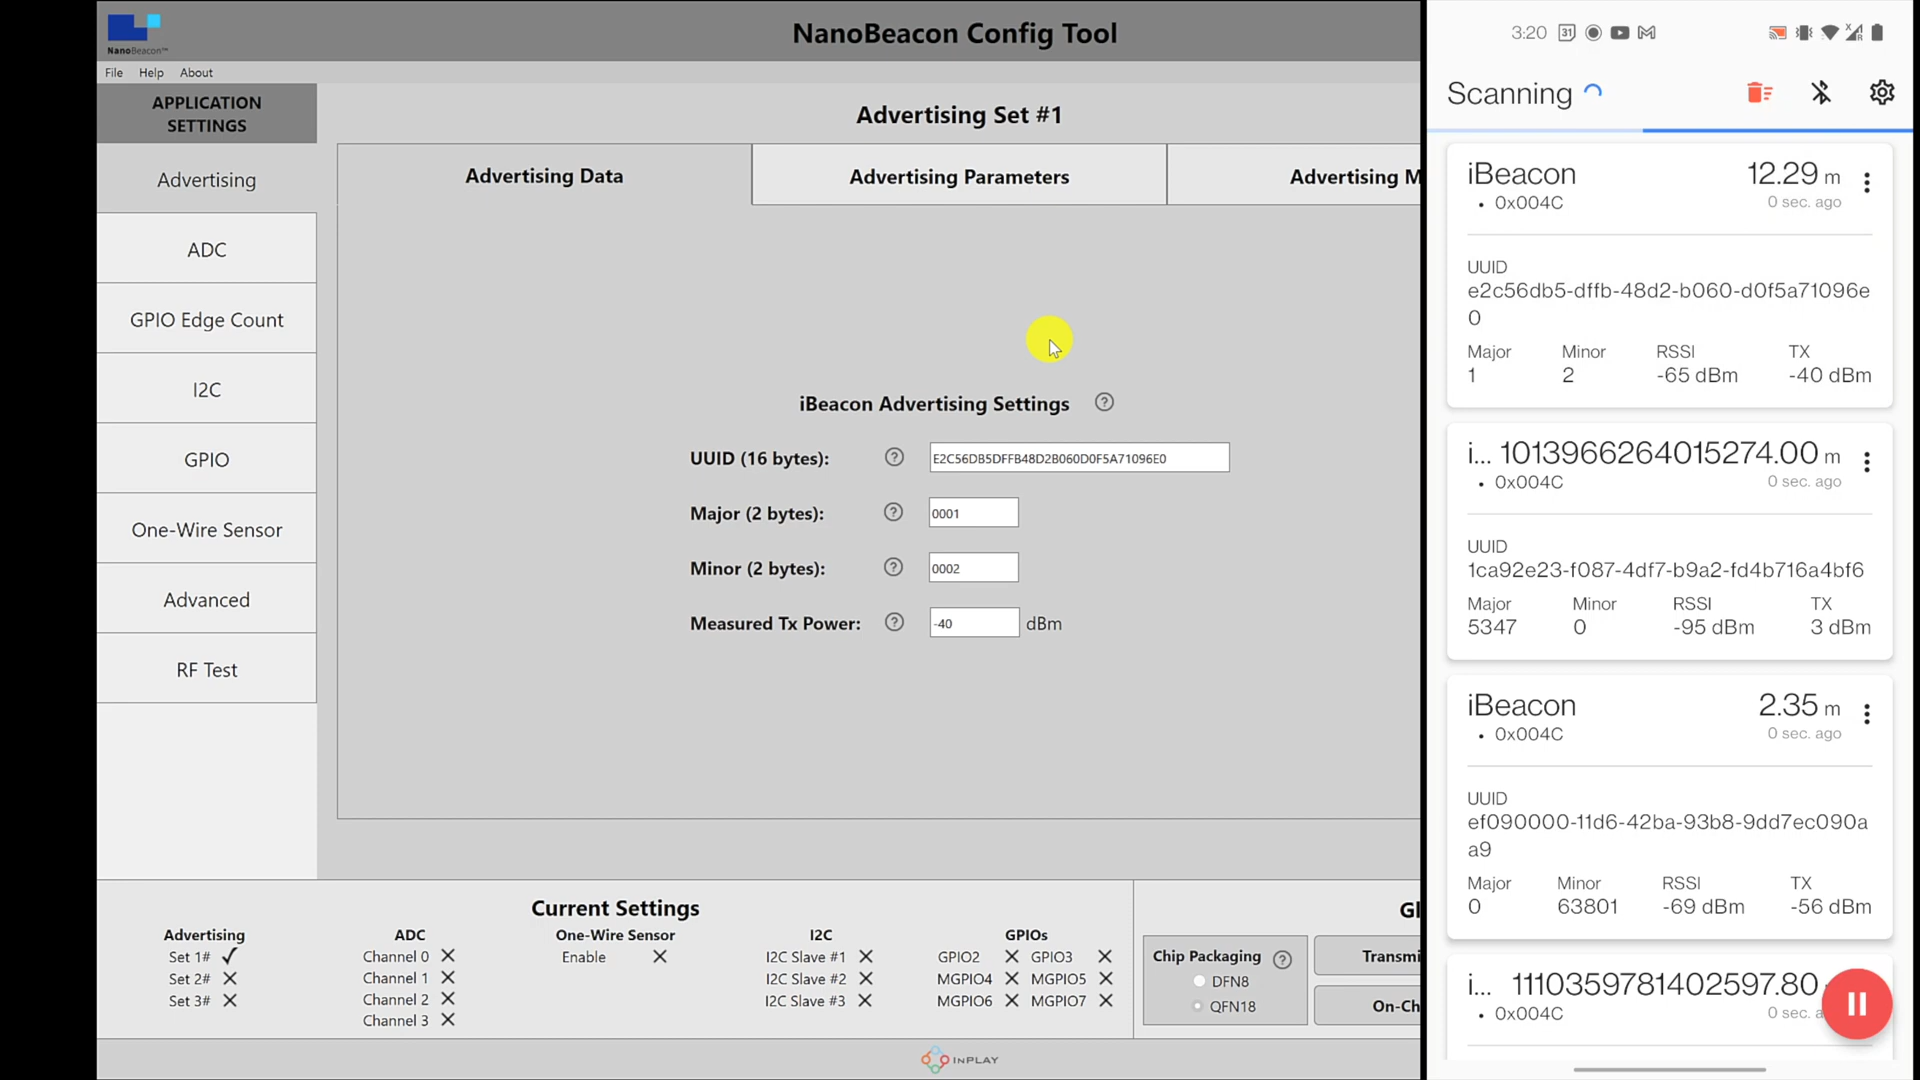 NanoBeacon™
NanoBeacon Config Tool
File Help About
APPLICATION
SETTINGS
Advertising
ADC
GPIO Edge Count
I2C
GPIO
One-Wire Sensor
Advanced
RF Test
Advertising Set #1
Advertising Data
Advertising Parameters
Advertising M
iBeacon Advertising Settings ?
UUID (16 bytes): ? E2C56DB5DFFB48D2B060D0F5A71096E0
Major (2 bytes): ? 0001
Minor (2 bytes): ? 0002
Measured Tx Power: ? -40 dBm
Current Settings
Advertising
Set 1#
Set 2#
Set 3#
ADC
Channel 0
Channel 1
Channel 2
Channel 3
One-Wire Sensor
Enable
I2C
I2C Slave #1
I2C Slave #2
I2C Slave #3
GPIOs
GPIO2 GPIO3
MGPIO4 MGPIO5
MGPIO6 MGPIO7
Gl
Chip Packaging ?
DFN8
QFN18
Transmi
On-Ch
INPLAY
3:20 31
Scanning
iBeacon 12.29 m
• 0x004C 0 sec. ago
UUID
e2c56db5-dffb-48d2-b060-d0f5a71096e
0
Major Minor RSSI TX
1 2 -65 dBm -40 dBm
i... 1013966264015274.00 m
• 0x004C 0 sec. ago
UUID
1ca92e23-f087-4df7-b9a2-fd4b716a4bf6
Major Minor RSSI TX
5347 0 -95 dBm 3 dBm
iBeacon 2.35 m
• 0x004C 0 sec. ago
UUID
ef090000-11d6-42ba-93b8-9dd7ec090a
a9
Major Minor RSSI TX
0 63801 -69 dBm -56 dBm
i... 1110359781402597.80
• 0x004C 0 sec. a